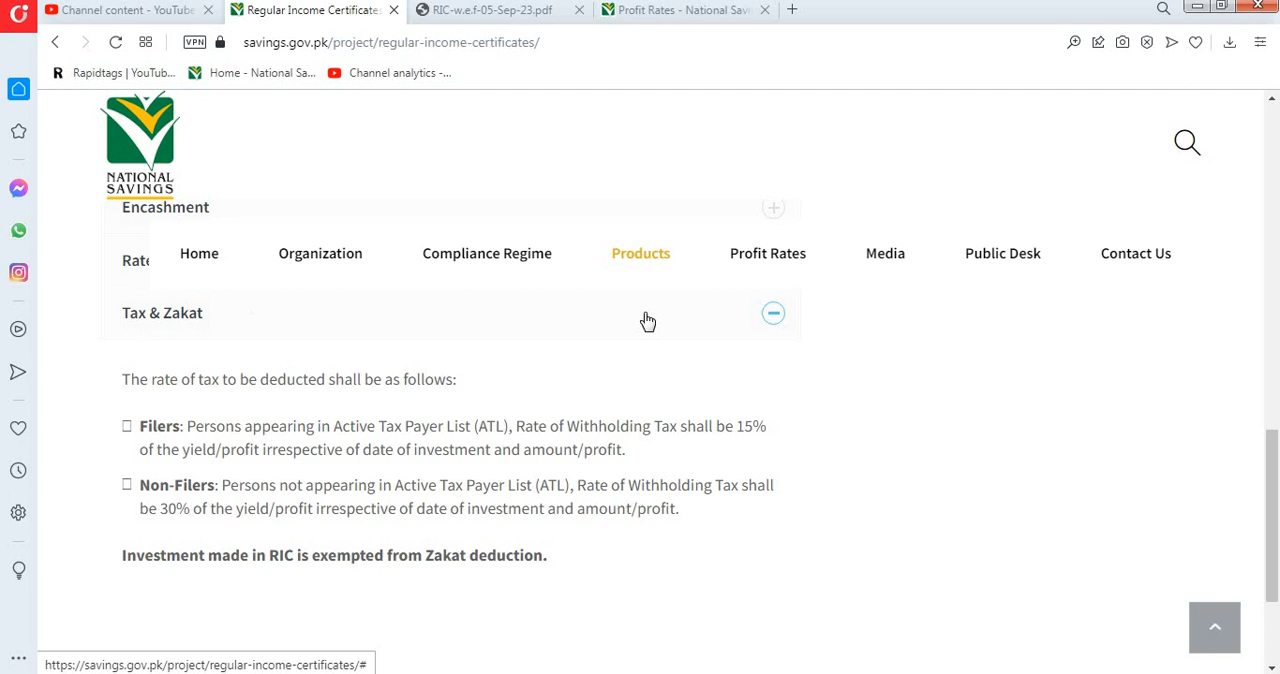 Channel content - YouTube
Regular Income Certificates
RIC-w.e.f-05-Sep-23.pdf
Profit Rates - National Sav
VPN
savings.gov.pk/project/regular-income-certificates/
R Rapidtags | YouTub...
Home - National Sa...
Channel analytics -...
NATIONAL
SAVINGS
Encashment
Home
Organization
Compliance Regime
Products
Profit Rates
Media
Public Desk
Contact Us
Rate
Tax & Zakat
The rate of tax to be deducted shall be as follows:
Filers: Persons appearing in Active Tax Payer List (ATL), Rate of Withholding Tax shall be 15%
of the yield/profit irrespective of date of investment and amount/profit.
Non-Filers: Persons not appearing in Active Tax Payer List (ATL), Rate of Withholding Tax shall
be 30% of the yield/profit irrespective of date of investment and amount/profit.
Investment made in RIC is exempted from Zakat deduction.
https://savings.gov.pk/project/regular-income-certificates/#